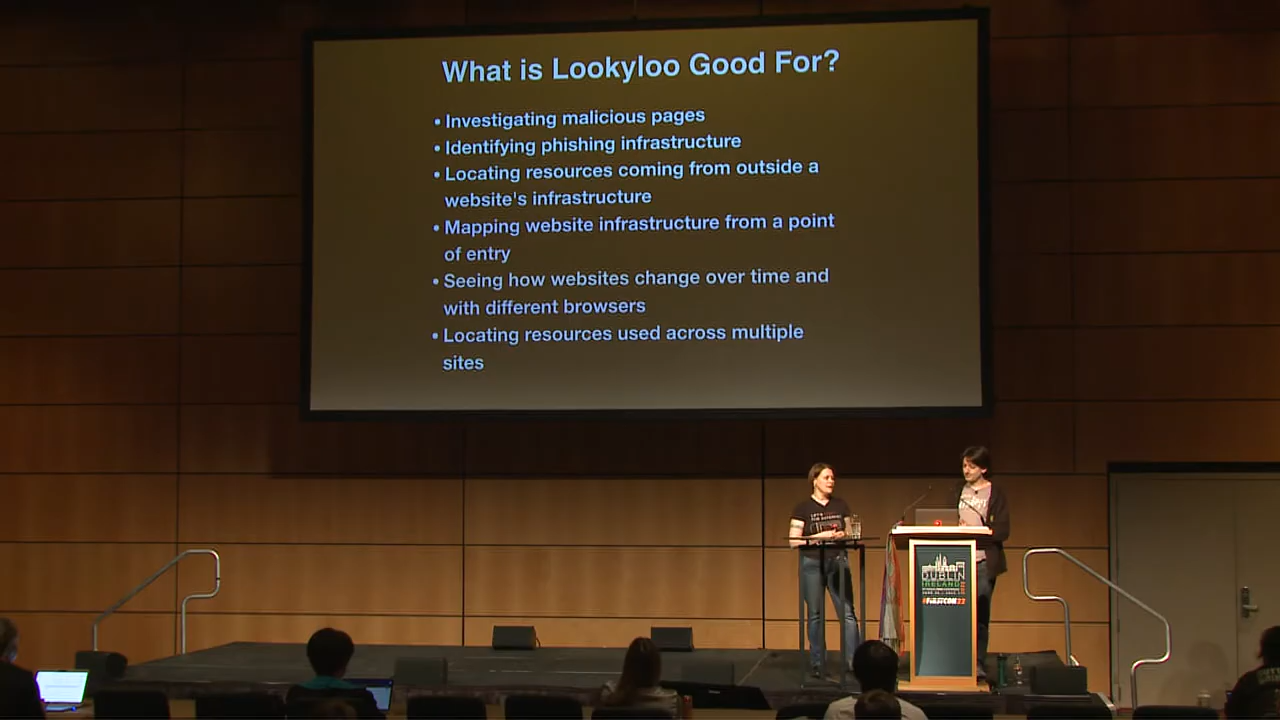 What is Lookyloo Good For?
• Investigating malicious pages
• Identifying phishing infrastructure
• Locating resources coming from outside a
website's infrastructure
• Mapping website infrastructure from a point
of entry
• Seeing how websites change over time and
with different browsers
• Locating resources used across multiple
sites
DUBLIN
IRELAND
#FIRSTCON22